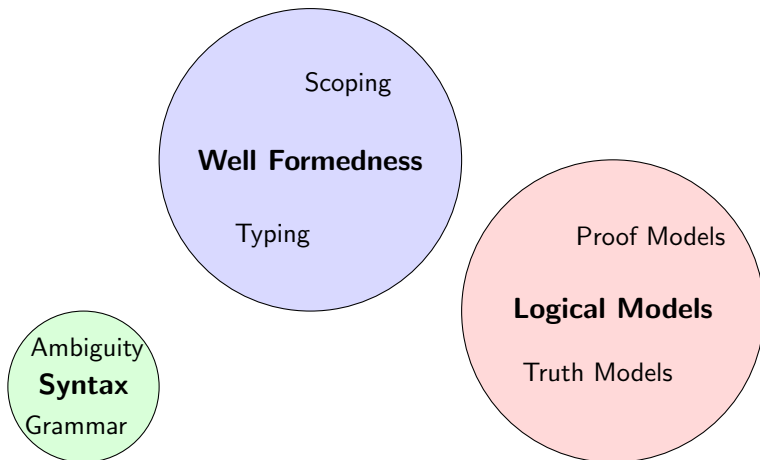 Scoping
Well Formedness
Typing
Proof Models
Logical Models
Truth Models
Ambiguity
Syntax
Grammar